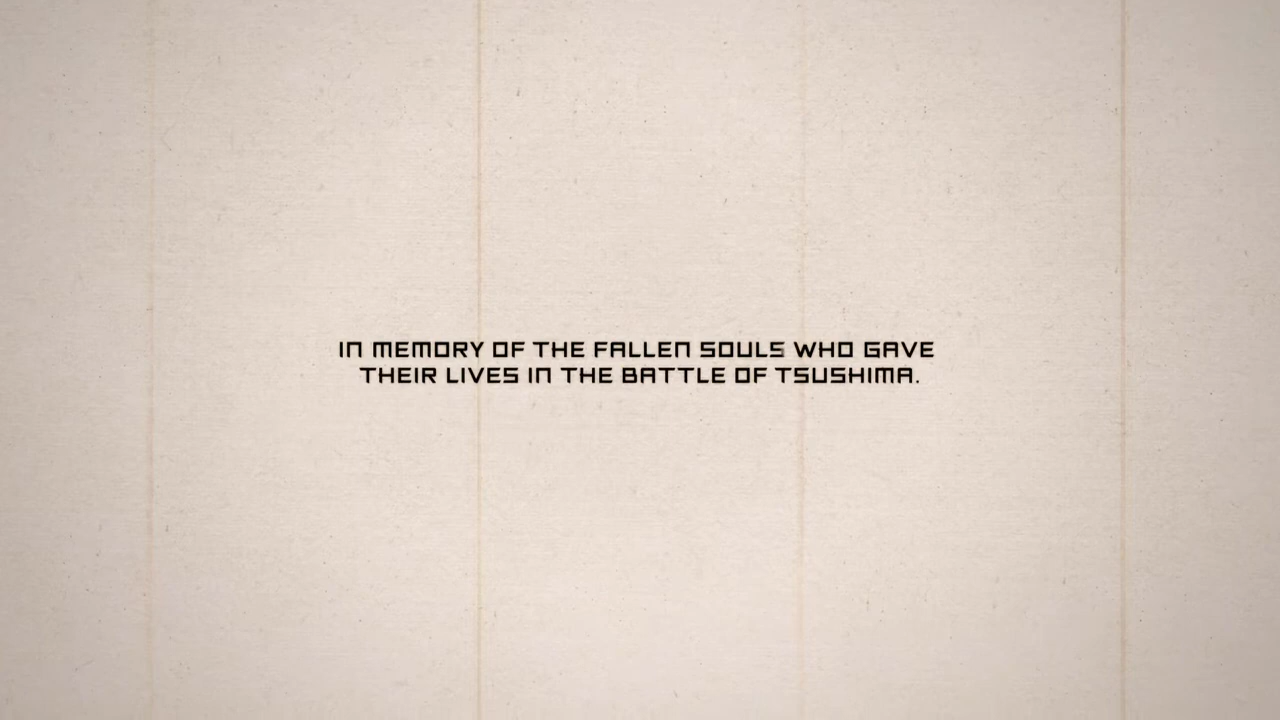 IN MEMORY OF THE FALLEN SOULS WHO GAVE
THEIR LIVES IN THE BATTLE OF TSUSHIMA.